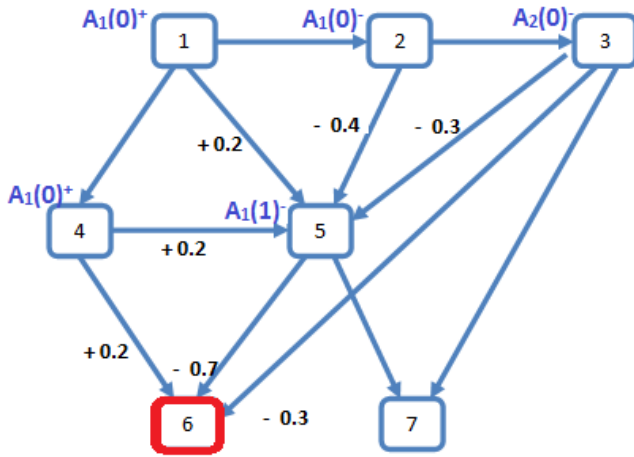 A₁(0)⁺ A₁(0)⁻ A₂(0)⁻
1 2 3
- 0.4 - 0.3
+ 0.2
A₁(0)⁺ A₁(1)⁻
4 5
+ 0.2
+ 0.2 - 0.7
6 - 0.3 7